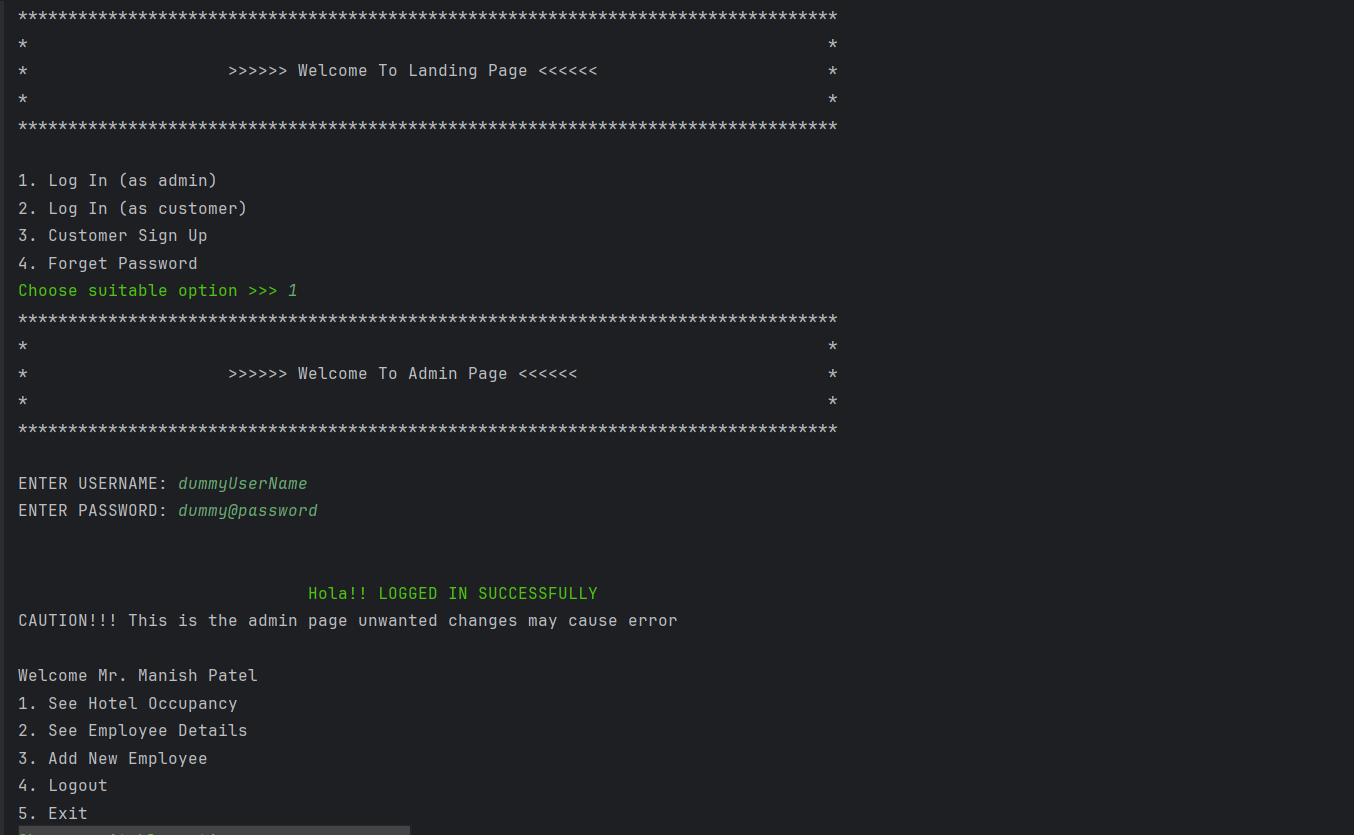 **********************************************************************************
*                                                                                *
*                    >>>>>> Welcome To Landing Page <<<<<<                       *
*                                                                                *
**********************************************************************************
1. Log In (as admin)
2. Log In (as customer)
3. Customer Sign Up
4. Forget Password
Choose suitable option >>> 1
**********************************************************************************
*                                                                                *
*                    >>>>>> Welcome To Admin Page <<<<<<                         *
*                                                                                *
**********************************************************************************
ENTER USERNAME: dummyUserName
ENTER PASSWORD: dummy@password
Hola!! LOGGED IN SUCCESSFULLY
CAUTION!!! This is the admin page unwanted changes may cause error
Welcome Mr. Manish Patel
1. See Hotel Occupancy
2. See Employee Details
3. Add New Employee
4. Logout
5. Exit